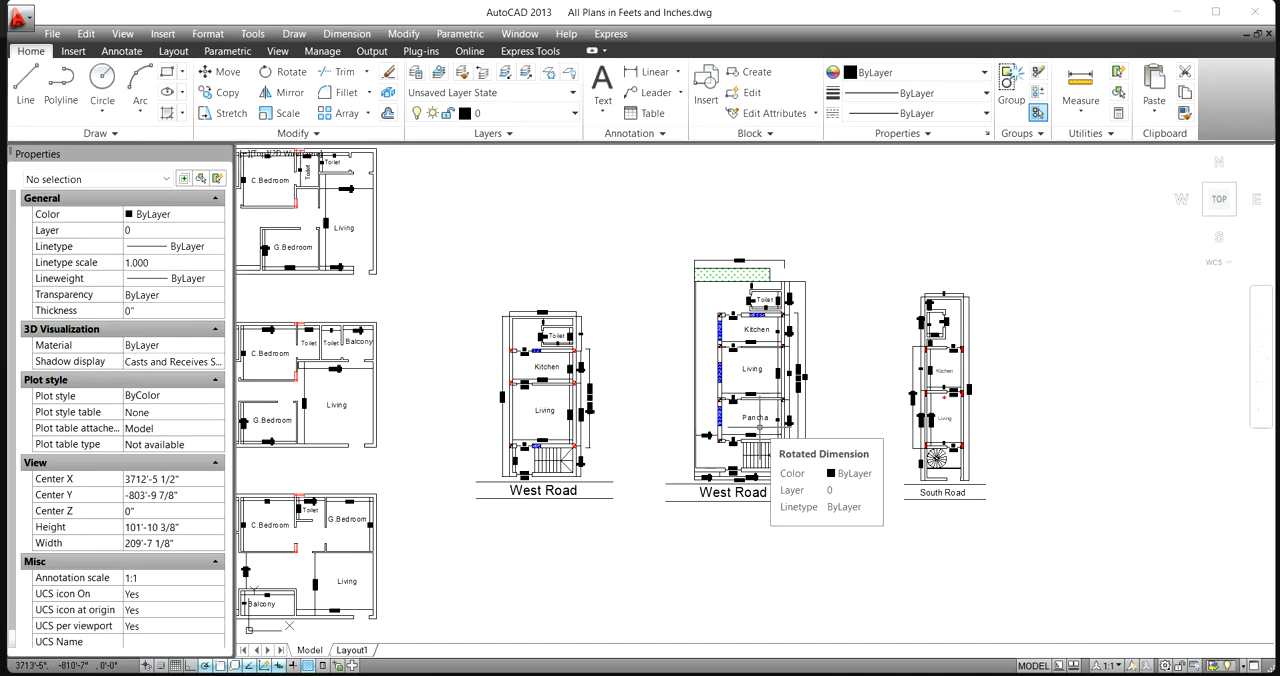 AutoCAD 2013 All Plans in Feets and Inches.dwg
File Edit View Insert Format Tools Draw Dimension Modify Parametric Window Help Express
Home Insert Annotate Layout Parametric View Manage Output Plug-ins Online Express Tools
Line Polyline Circle Arc
Move Rotate Trim
Copy Mirror Fillet
Stretch Scale Array
Unsaved Layer State
0
Text
Linear
Leader
Table
Insert
Create
Edit
Edit Attributes
ByLayer
ByLayer
ByLayer
Group
Measure
Paste
Draw Modify Layers Annotation Block Properties Groups Utilities Clipboard
Properties
No selection
General
Color ByLayer
Layer 0
Linetype ByLayer
Linetype scale 1.000
Lineweight ByLayer
Transparency ByLayer
Thickness 0"
3D Visualization
Material ByLayer
Shadow display Casts and Receives S...
Plot style
Plot style ByColor
Plot style table None
Plot table attache... Model
Plot table type Not available
View
Center X 3712'-5 1/2"
Center Y -803'-9 7/8"
Center Z 0"
Height 101'-10 3/8"
Width 209'-7 1/8"
Misc
Annotation scale 1:1
UCS icon On Yes
UCS icon at origin Yes
UCS per viewport Yes
UCS Name
C.Bedroom Toilet Toilet
Living
G.Bedroom
C.Bedroom Toilet Toilet Balcony
Living
G.Bedroom
C.Bedroom Toilet G.Bedroom
Living
Balcony
Y
X
Toilet
Kitchen
Living
West Road
Toilet
Kitchen
Living
Pancha
West Road
Kitchen
Living
South Road
Rotated Dimension
Color ByLayer
Layer 0
Linetype ByLayer
N
W TOP E
S
WCS
Model Layout1
3713'-5", -810'-7", 0'-0"
MODEL
1:1